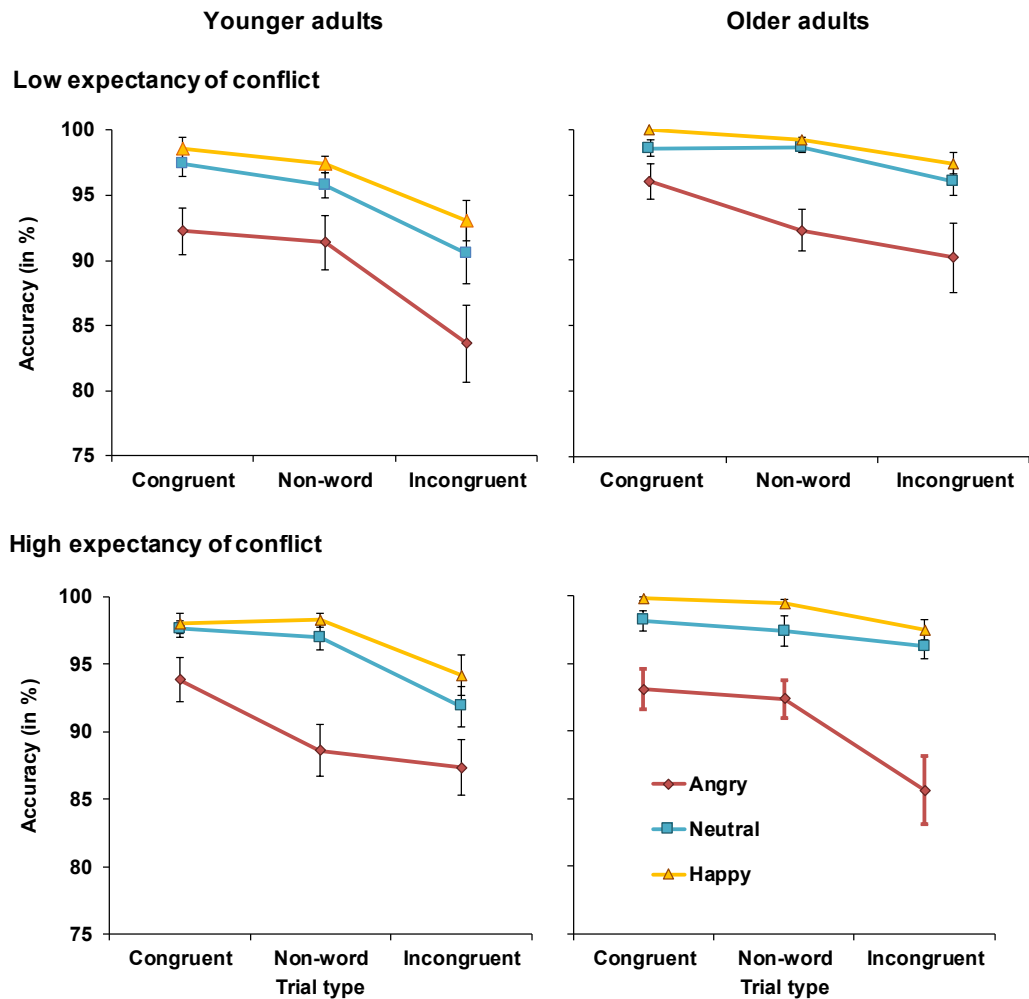 Younger adults
Older adults
Low expectancy of conflict
Accuracy (in %)
100
95
90
85
80
75
Congruent
Non-word
Incongruent
Congruent
Non-word
Incongruent
High expectancy of conflict
Accuracy (in %)
100
95
90
85
80
75
Angry
Neutral
Happy
Congruent
Non-word
Incongruent
Trial type
Congruent
Non-word
Incongruent
Trial type